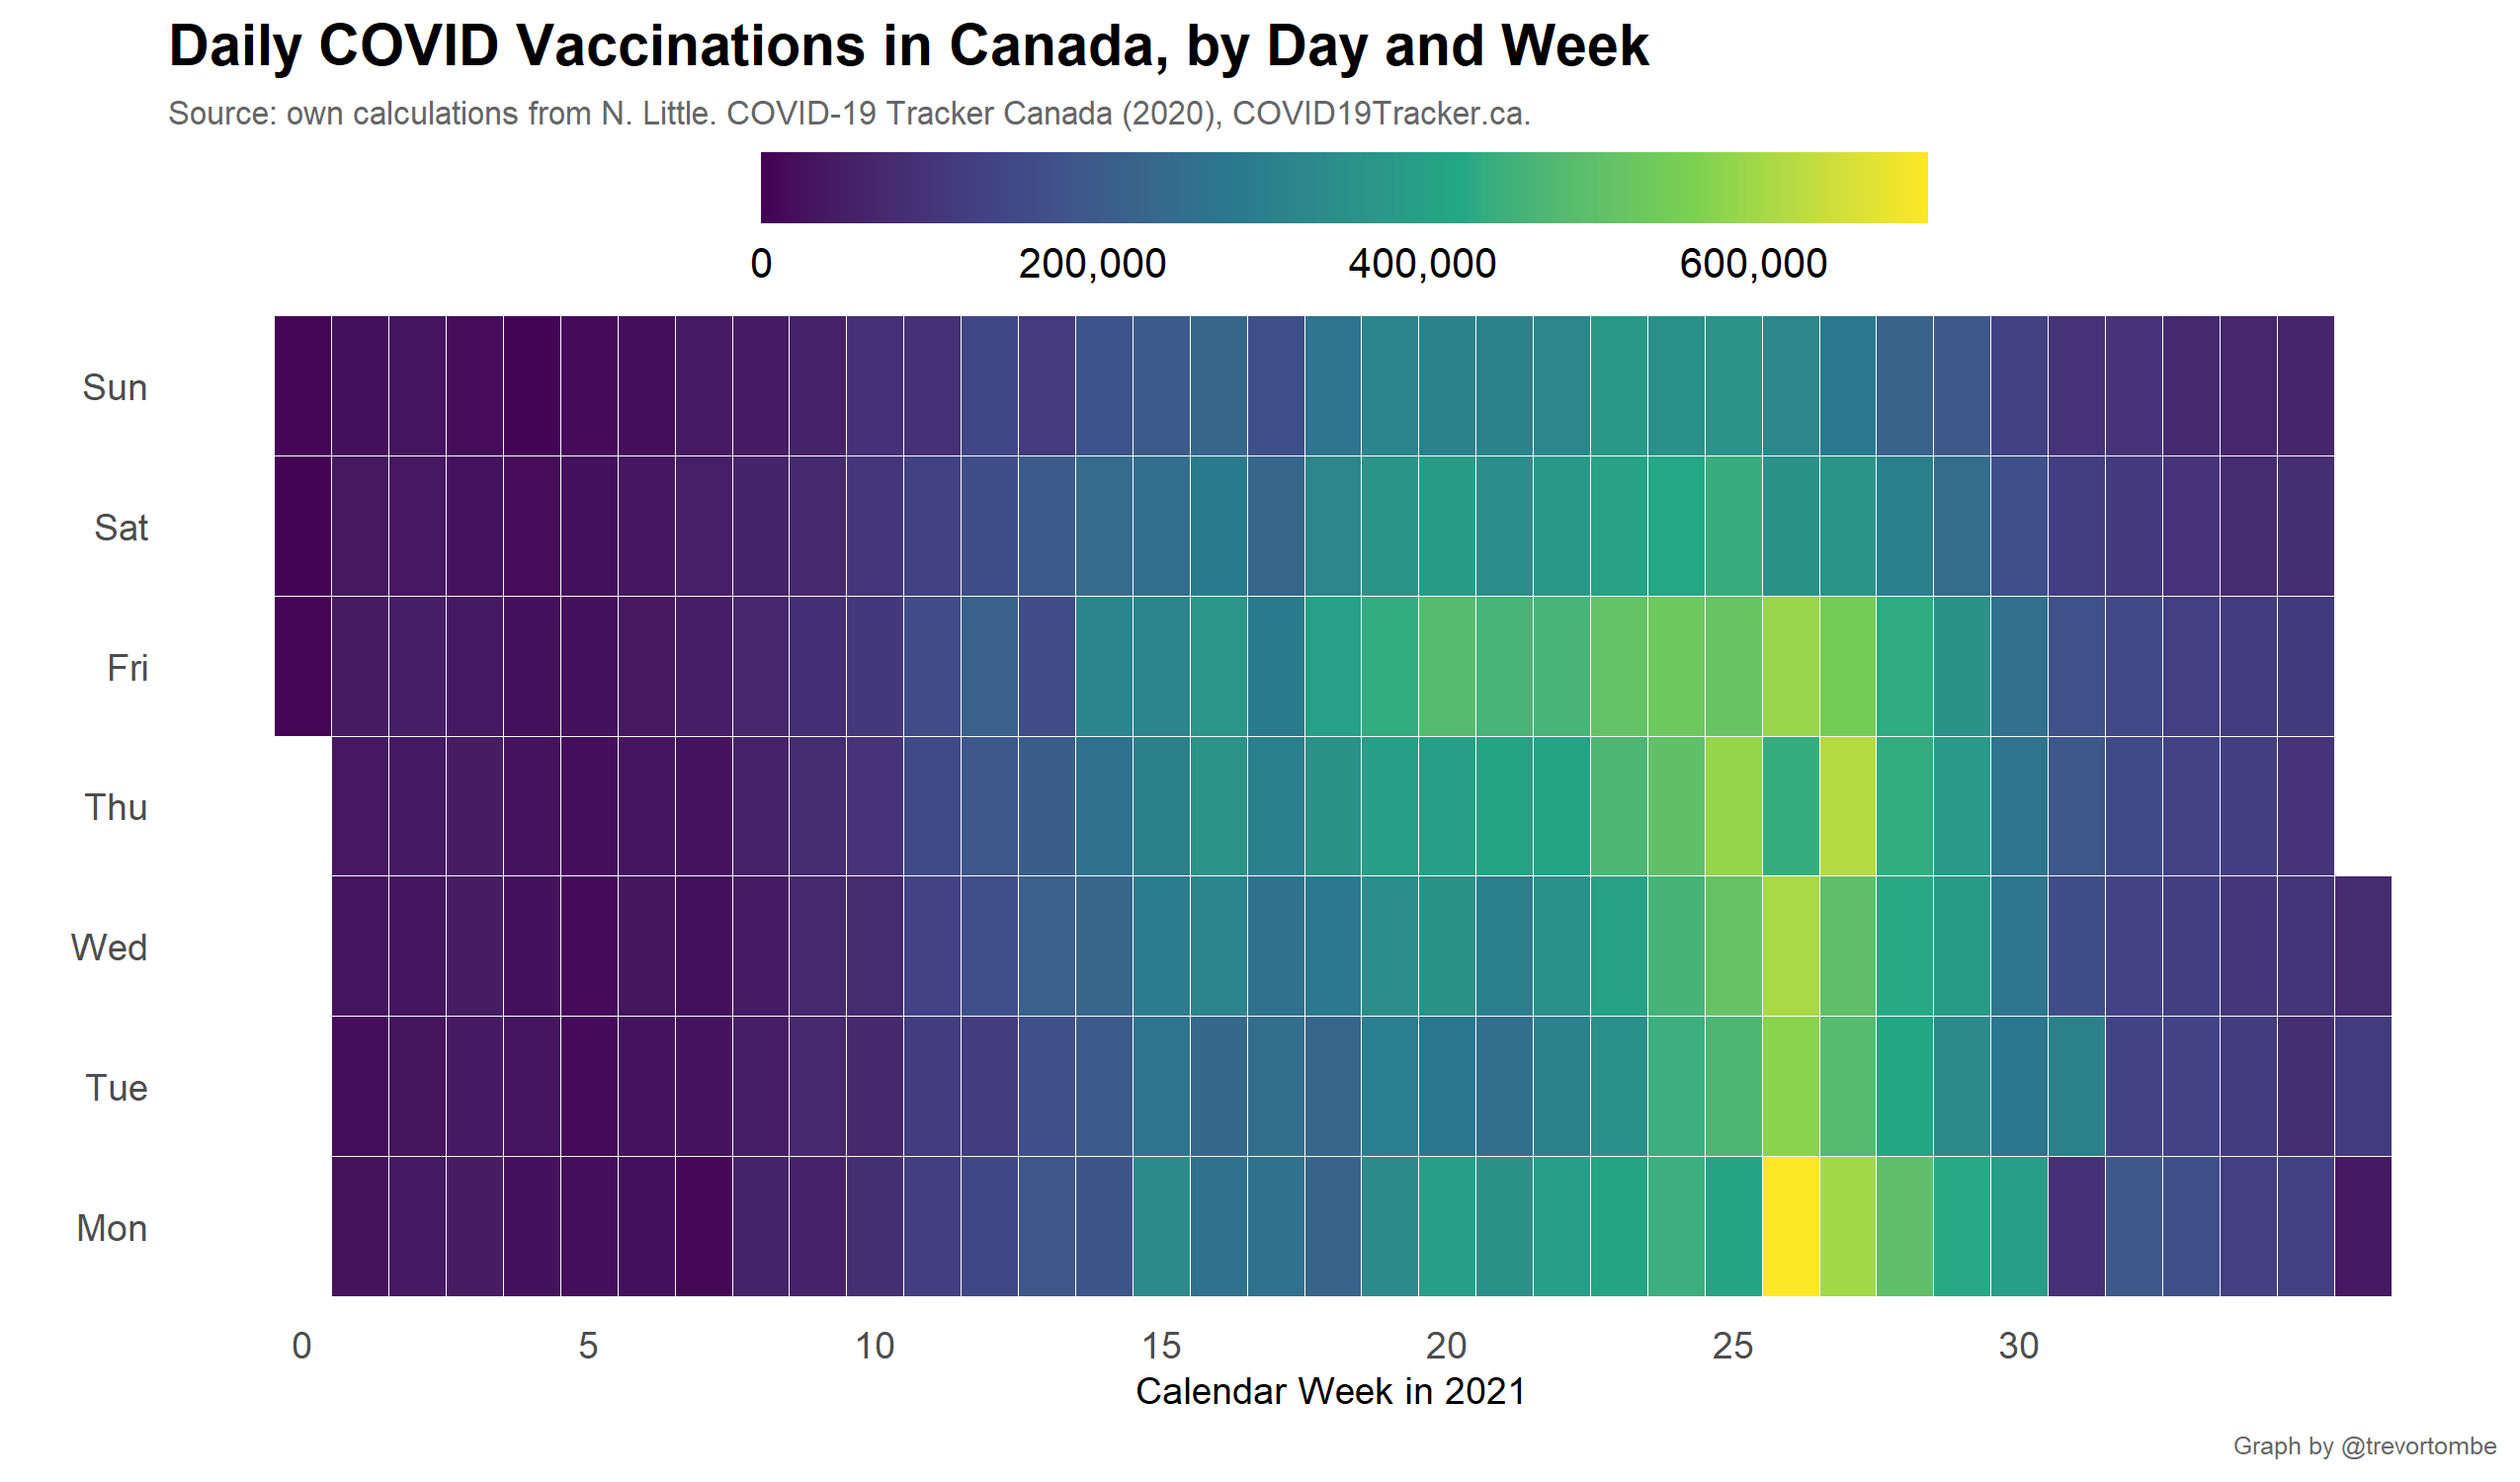 Daily COVID Vaccinations in Canada, by Day and Week
Source: own calculations from N. Little. COVID-19 Tracker Canada (2020), COVID19Tracker.ca.
0 200,000 400,000 600,000
Sun
Sat
Fri
Thu
Wed
Tue
Mon
0 5 10 15 20 25 30
Calendar Week in 2021
Graph by @trevortombe